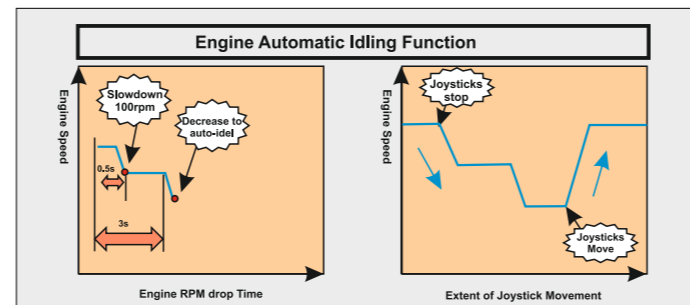 Engine Automatic Idling Function
Engine Speed
Slowdown
100rpm
Decrease to
auto-idel
0.5s
3s
Engine RPM drop Time
Engine Speed
Joysticks
stop
Joysticks
Move
Extent of Joystick Movement